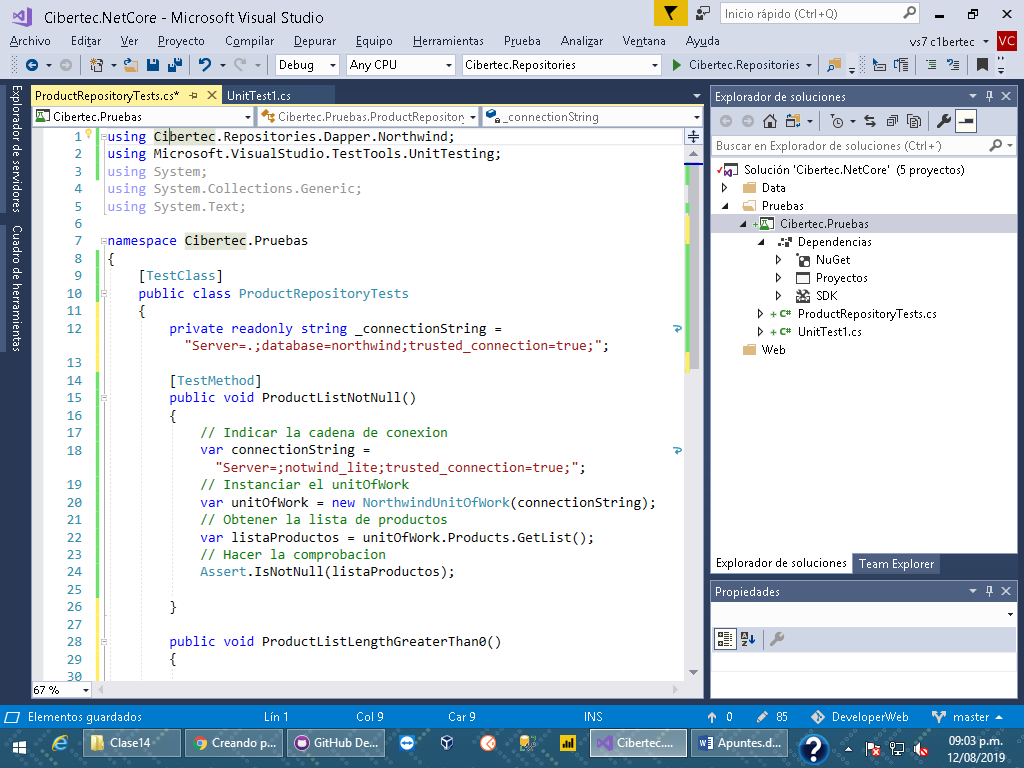 Cibertec.NetCore - Microsoft Visual Studio
Inicio rápido (Ctrl+Q)
Archivo Editar Ver Proyecto Compilar Depurar Equipo Herramientas Prueba Analizar Ventana Ayuda
vs7 c1bertec VC
Debug Any CPU Cibertec.Repositories Cibertec.Repositories
Explorador de servidores
Cuadro de herramientas
ProductRepositoryTests.cs* UnitTest1.cs
Cibertec.Pruebas Cibertec.Pruebas.ProductRepositor _connectionString
1 using Cibertec.Repositories.Dapper.Northwind;
2 using Microsoft.VisualStudio.TestTools.UnitTesting;
3 using System;
4 using System.Collections.Generic;
5 using System.Text;
6
7 namespace Cibertec.Pruebas
8 {
9 [TestClass]
10 public class ProductRepositoryTests
11 {
12 private readonly string _connectionString =
"Server=.;database=northwind;trusted_connection=true;";
13
14 [TestMethod]
15 public void ProductListNotNull()
16 {
17 // Indicar la cadena de conexion
18 var connectionString =
"Server=;notwind_lite;trusted_connection=true;";
19 // Instanciar el unitOfWork
20 var unitOfWork = new NorthwindUnitOfWork(connectionString);
21 // Obtener la lista de productos
22 var listaProductos = unitOfWork.Products.GetList();
23 // Hacer la comprobacion
24 Assert.IsNotNull(listaProductos);
25
26 }
27
28 public void ProductListLengthGreaterThan0()
29 {
30
67 %
Explorador de soluciones
Buscar en Explorador de soluciones (Ctrl+´)
Solución 'Cibertec.NetCore' (5 proyectos)
Data
Pruebas
Cibertec.Pruebas
Dependencias
NuGet
Proyectos
SDK
ProductRepositoryTests.cs
UnitTest1.cs
Web
Explorador de soluciones Team Explorer
Propiedades
Elementos guardados Lín 1 Col 9 Car 9 INS 0 85 DeveloperWeb master
Clase14 Creando p... GitHub De... Cibertec.... Apuntes.d...
09:03 p.m.
12/08/2019